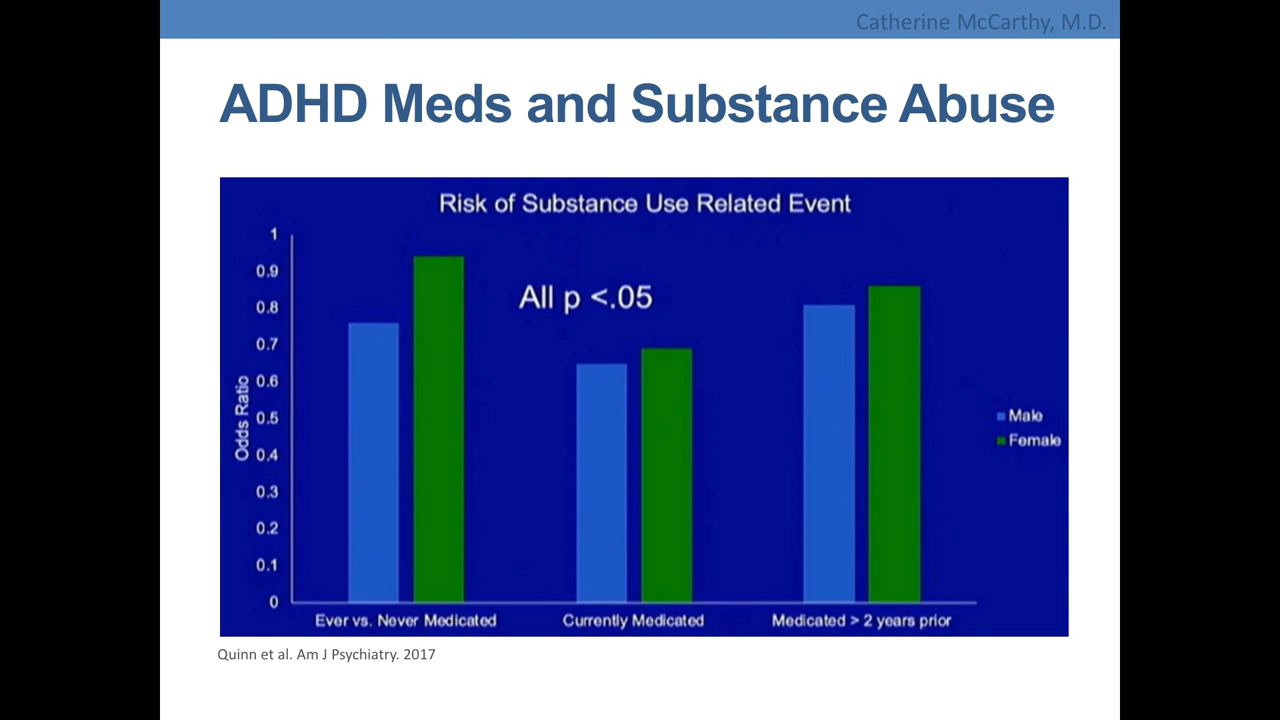 Catherine McCarthy, M.D.
ADHD Meds and Substance Abuse
Risk of Substance Use Related Event
1
0.9
0.8
0.7
0.6
0.5
0.4
0.3
0.2
0.1
0
Odds Ratio
All p <.05
Male
Female
Ever vs. Never Medicated
Currently Medicated
Medicated > 2 years prior
Quinn et al. Am J Psychiatry. 2017